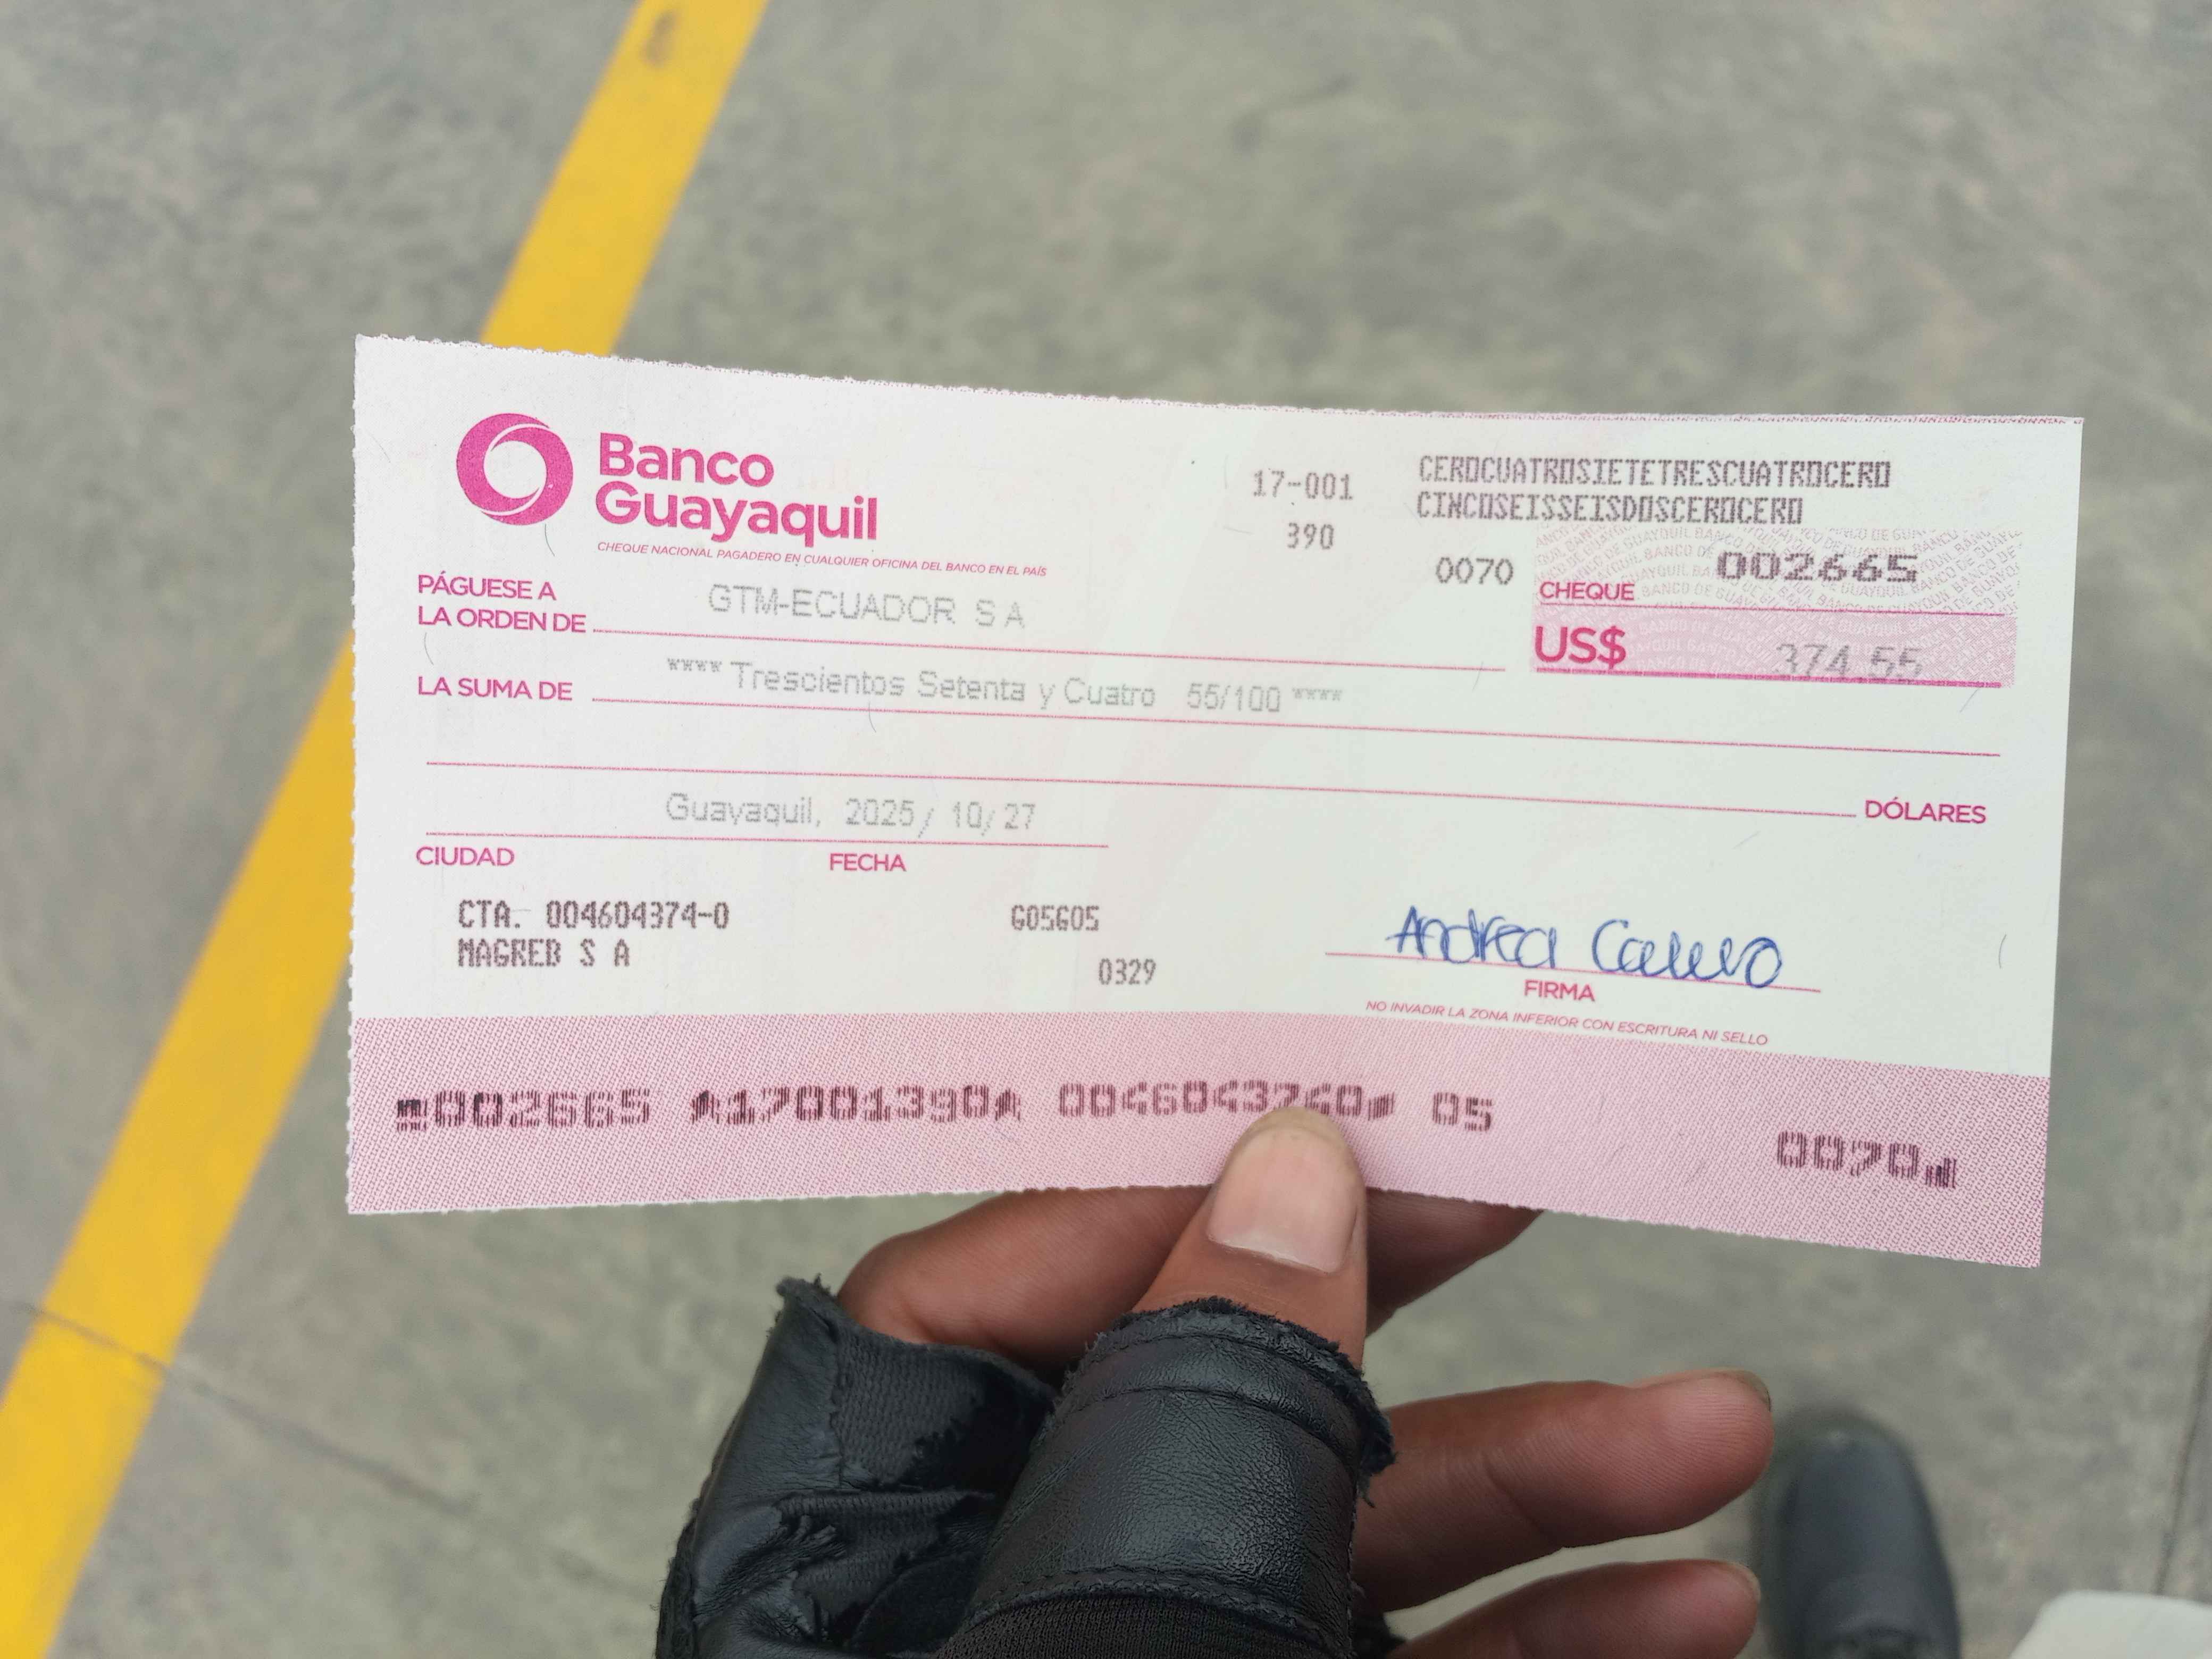 Banco
Guayaquil
CHEQUE NACIONAL PAGADERO EN CUALQUIER OFICINA DEL BANCO EN EL PAÍS
17-001
390
CEROCUATROSIETETRESCUATROCERO
CINCOSEISSEISDOSCEROCERO
0070
CHEQUE 002665
PÁGUESE A
LA ORDEN DE GTM-ECUADOR S A
US$ 374.55
LA SUMA DE **** Trescientos Setenta y Cuatro 55/100 ****
DÓLARES
Guayaquil, 2025/ 10/ 27
CIUDAD FECHA
CTA. 004604374-0 G05G05
MAGREB S A
0329
Andrea
FIRMA
NO INVADIR LA ZONA INFERIOR CON ESCRITURA NI SELLO
002665 A17001390A 0046043740 05
0070